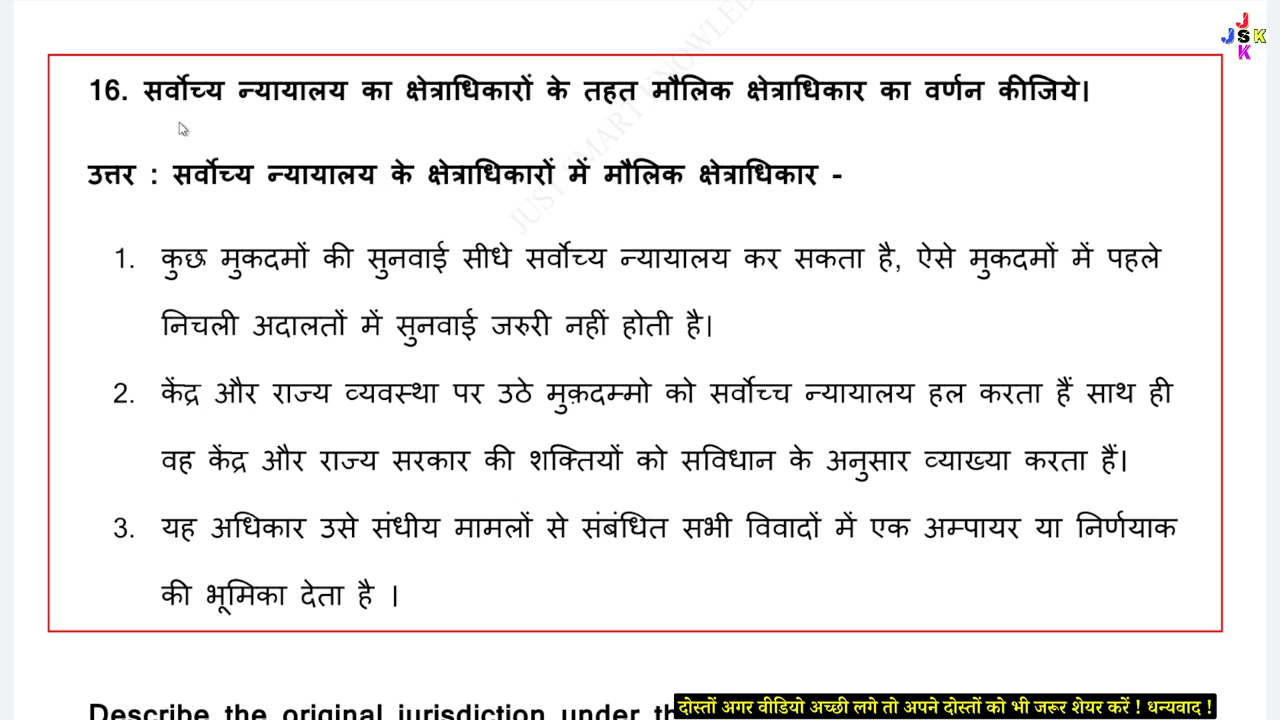 J
J S K
K
JUST SMART KNOWLED
16. सर्वोच्य न्यायालय का क्षेत्राधिकारों के तहत मौलिक क्षेत्राधिकार का वर्णन कीजिये।
उत्तर : सर्वोच्य न्यायालय के क्षेत्राधिकारों में मौलिक क्षेत्राधिकार -
1. कुछ मुकदमों की सुनवाई सीधे सर्वोच्य न्यायालय कर सकता है, ऐसे मुकदमों में पहले
निचली अदालतों में सुनवाई जरुरी नहीं होती है।
2. केंद्र और राज्य व्यवस्था पर उठे मुक़दम्मो को सर्वोच्च न्यायालय हल करता हैं साथ ही
वह केंद्र और राज्य सरकार की शक्तियों को सविधान के अनुसार व्याख्या करता हैं।
3. यह अधिकार उसे संधीय मामलों से संबंधित सभी विवादों में एक अम्पायर या निर्णयाक
की भूमिका देता है ।
Describe the original jurisdiction under th
दोस्तों अगर वीडियो अच्छी लगे तो अपने दोस्तों को भी जरूर शेयर करें ! धन्यवाद !